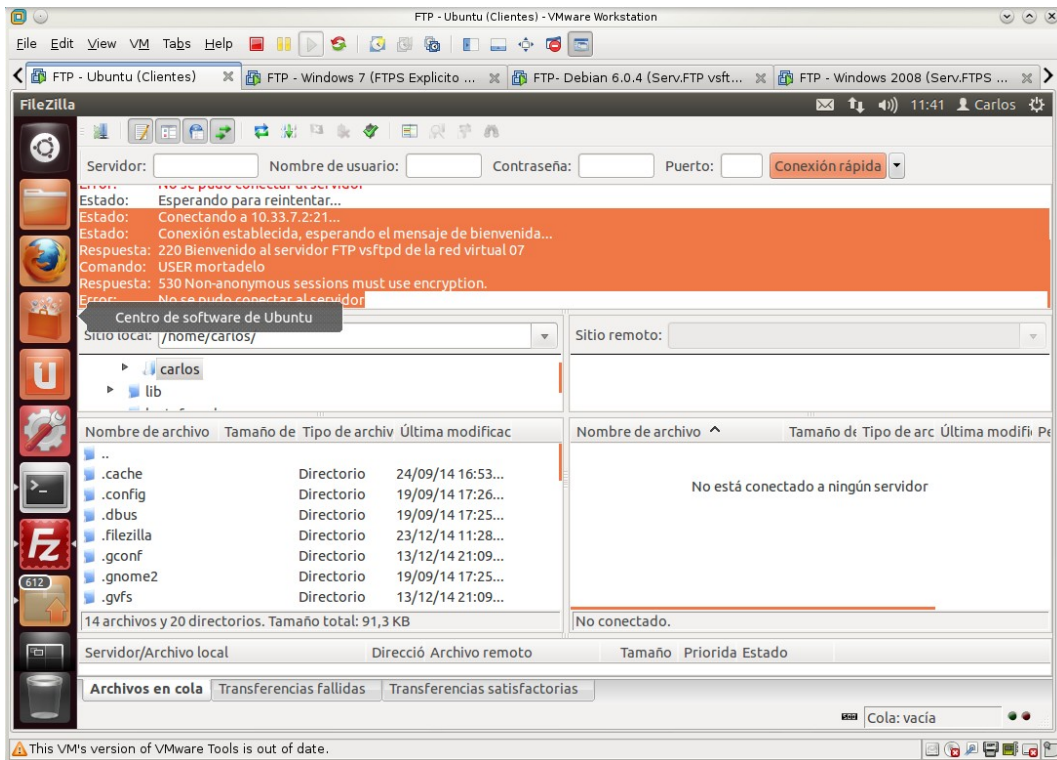 FTP - Ubuntu (Clientes) - VMware Workstation
File Edit View VM Tabs Help
FTP - Ubuntu (Clientes) FTP - Windows 7 (FTPS Explicito ... FTP- Debian 6.0.4 (Serv.FTP vsft... FTP - Windows 2008 (Serv.FTPS ...
FileZilla 11:41 Carlos
Servidor: Nombre de usuario: Contraseña: Puerto: Conexión rápida
Error: No se pudo conectar al servidor
Estado: Esperando para reintentar...
Estado: Conectando a 10.33.7.2:21...
Estado: Conexión establecida, esperando el mensaje de bienvenida...
Respuesta: 220 Bienvenido al servidor FTP vsftpd de la red virtual 07
Comando: USER mortadelo
Respuesta: 530 Non-anonymous sessions must use encryption.
Error: No se pudo conectar al servidor
Centro de software de Ubuntu
Sitio local: /home/carlos/ Sitio remoto:
carlos
lib
Nombre de archivo Tamaño de Tipo de archiv Última modificac Nombre de archivo Tamaño de Tipo de arc Última modifi Pe
..
.cache Directorio 24/09/14 16:53...
.config Directorio 19/09/14 17:26...
.dbus Directorio 19/09/14 17:25...
.filezilla Directorio 23/12/14 11:28...
.gconf Directorio 13/12/14 21:09...
.gnome2 Directorio 19/09/14 17:25...
.gvfs Directorio 13/12/14 21:09...
No está conectado a ningún servidor
612
14 archivos y 20 directorios. Tamaño total: 91,3 KB No conectado.
Servidor/Archivo local Direcció Archivo remoto Tamaño Priorida Estado
Archivos en cola Transferencias fallidas Transferencias satisfactorias
Cola: vacía
This VM's version of VMware Tools is out of date.